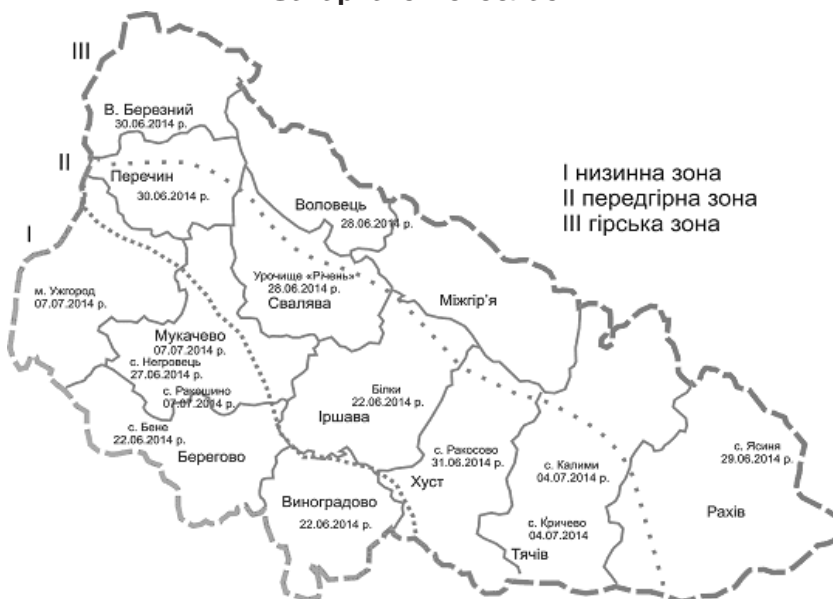 III
В. Березний
30.06.2014 р.
II
Перечин
30.06.2014 р.
I низинна зона
II передгірна зона
III гірська зона
Воловець
28.06.2014 р.
I
м. Ужгород
07.07.2014 р.
Урочище «Річень»
28.06.2014 р.
Свалява
Міжгір’я
Мукачево
07.07.2014 р.
с. Негровець
27.06.2014 р.
с. Ракошино
07.07.2014 р.
Білки
22.06.2014 р.
Іршава
с. Бене
22.06.2014 р.
Берегово
с. Ракосово
31.06.2014 р.
Хуст
с. Калими
04.07.2014 р.
с. Ясиня
29.06.2014 р.
Рахів
Виноградово
22.06.2014 р.
с. Кричево
04.07.2014
Тячів